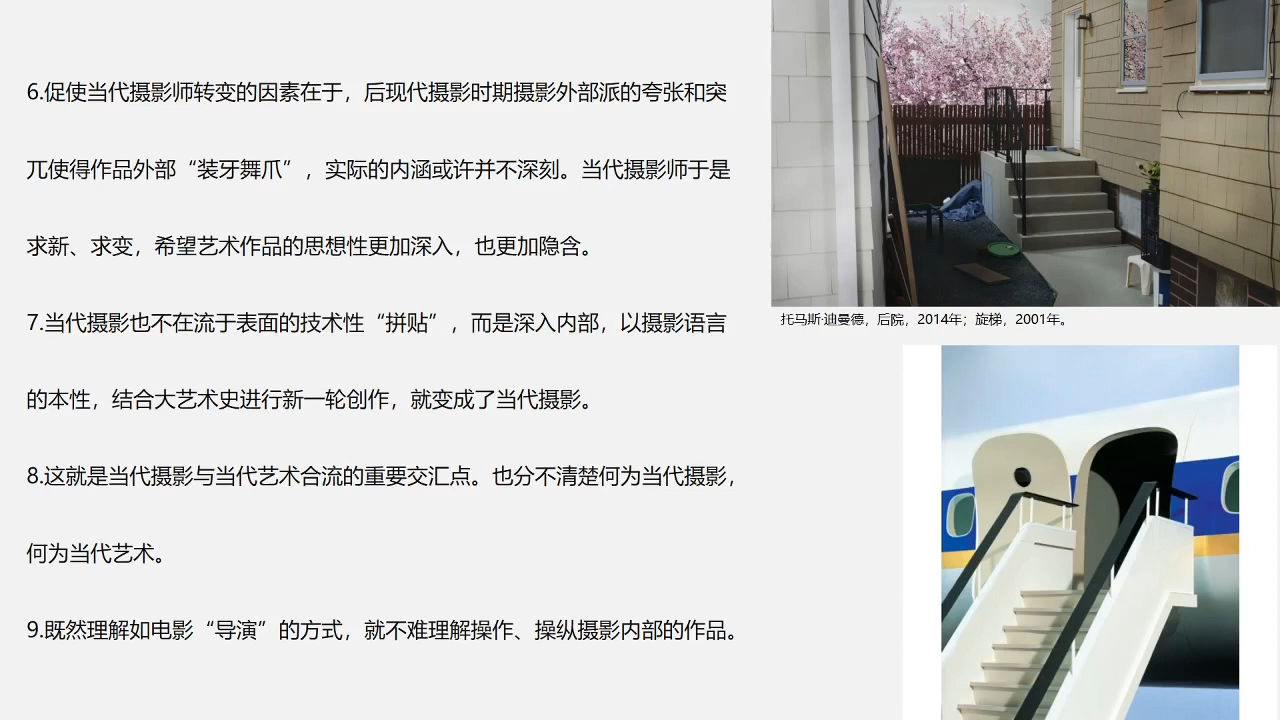 6.促使当代摄影师转变的因素在于，后现代摄影时期摄影外部派的夸张和突
兀使得作品外部“装牙舞爪”，实际的内涵或许并不深刻。当代摄影师于是
求新、求变，希望艺术作品的思想性更加深入，也更加隐含。
7.当代摄影也不在流于表面的技术性“拼贴”，而是深入内部，以摄影语言
的本性，结合大艺术史进行新一轮创作，就变成了当代摄影。
8.这就是当代摄影与当代艺术合流的重要交汇点。也分不清楚何为当代摄影，
何为当代艺术。
9.既然理解如电影“导演”的方式，就不难理解操作、操纵摄影内部的作品。
托马斯·迪曼德，后院，2014年；旋梯，2001年。